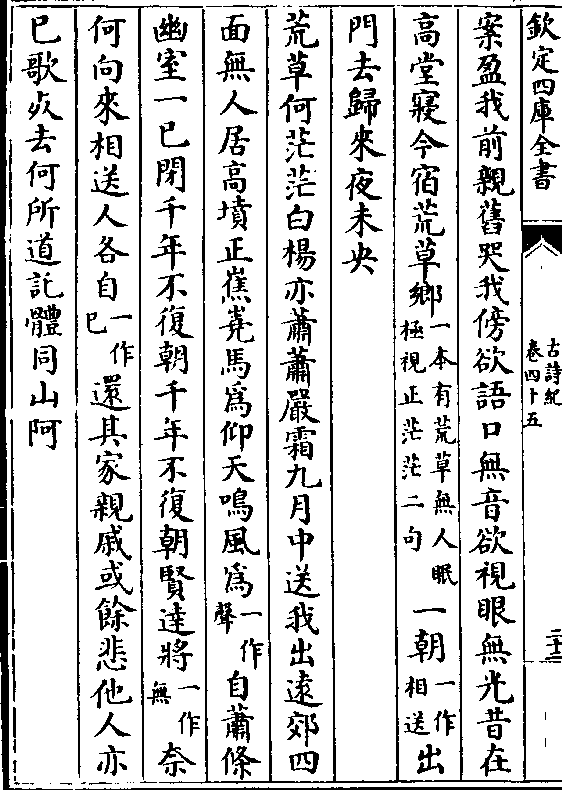 欽定四庫全書
古詩紀
卷四十五
案盈我前親舊哭我傍欲語口無音欲視眼無光昔在
高堂寢今宿荒草鄉一本有荒草無人眠極視正茫茫二句一朝一作相送出
門去歸來夜未央
荒草何茫茫白楊亦蕭蕭嚴霜九月中送我出遠郊四
面無人居高墳正嶣嶤馬為仰天鳴風為一作聲自蕭條
幽室一已閉千年不復朝千年不復朝賢達將一作無奈
何向來相送人各自一作已還其家親戚或餘悲他人亦
已歌死去何所道託體同山阿